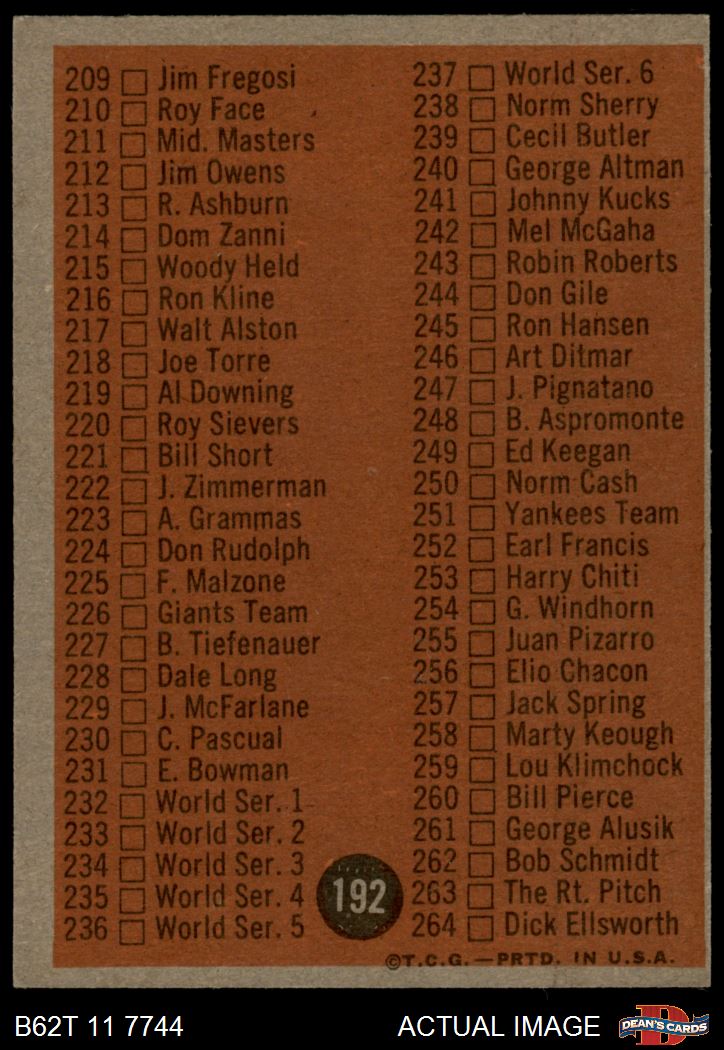 209 Jim Fregosi
210 Roy Face
211 Mid. Masters
212 Jim Owens
213 R. Ashburn
214 Dom Zanni
215 Woody Held
216 Ron Kline
217 Walt Alston
218 Joe Torre
219 Al Downing
220 Roy Sievers
221 Bill Short
222 J. Zimmerman
223 A. Grammas
224 Don Rudolph
225 F. Malzone
226 Giants Team
227 B. Tiefenauer
228 Dale Long
229 J. McFarlane
230 C. Pascual
231 E. Bowman
232 World Ser. 1
233 World Ser. 2
234 World Ser. 3
235 World Ser. 4
236 World Ser. 5
192
237 World Ser. 6
238 Norm Sherry
239 Cecil Butler
240 George Altman
241 Johnny Kucks
242 Mel McGaha
243 Robin Roberts
244 Don Gile
245 Ron Hansen
246 Art Ditmar
247 J. Pignatano
248 B. Aspromonte
249 Ed Keegan
250 Norm Cash
251 Yankees Team
252 Earl Francis
253 Harry Chiti
254 G. Windhorn
255 Juan Pizarro
256 Elio Chacon
257 Jack Spring
258 Marty Keough
259 Lou Klimchock
260 Bill Pierce
261 George Alusik
262 Bob Schmidt
263 The Rt. Pitch
264 Dick Ellsworth
©T.C.G.—PRTD. IN U.S.A.
B62T 11 7744
ACTUAL IMAGE
DEAN'S CARDS